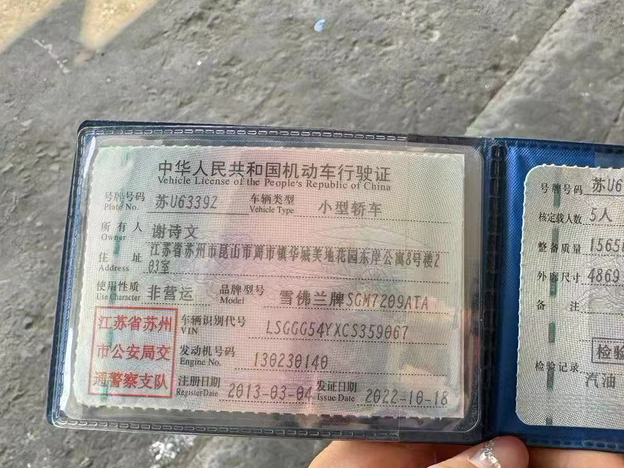 中华人民共和国机动车行驶证
Vehicle License of the People's Republic of China
号牌号码 苏U6339Z 车辆类型 小型轿车
Plate No. Vehicle Type
所有人 谢诗文
Owner
住址 江苏省苏州市昆山市周市镇华城美地花园东岸公寓8号楼2
Address 03室
使用性质 非营运 品牌型号 雪佛兰牌SGM7209ATA
Use Character Model
江苏省苏州
市公安局交
通警察支队
车辆识别代号 LSGGG54YXCS359067
VIN
发动机号码 130230140
Engine No.
注册日期 2013-03-04 发证日期 2022-10-18
Register Date Issue Date
号牌号码 苏U6
核定载人数 5人
整备质量 1565
外廓尺寸 4869
备注
检验
检验记录
汽油